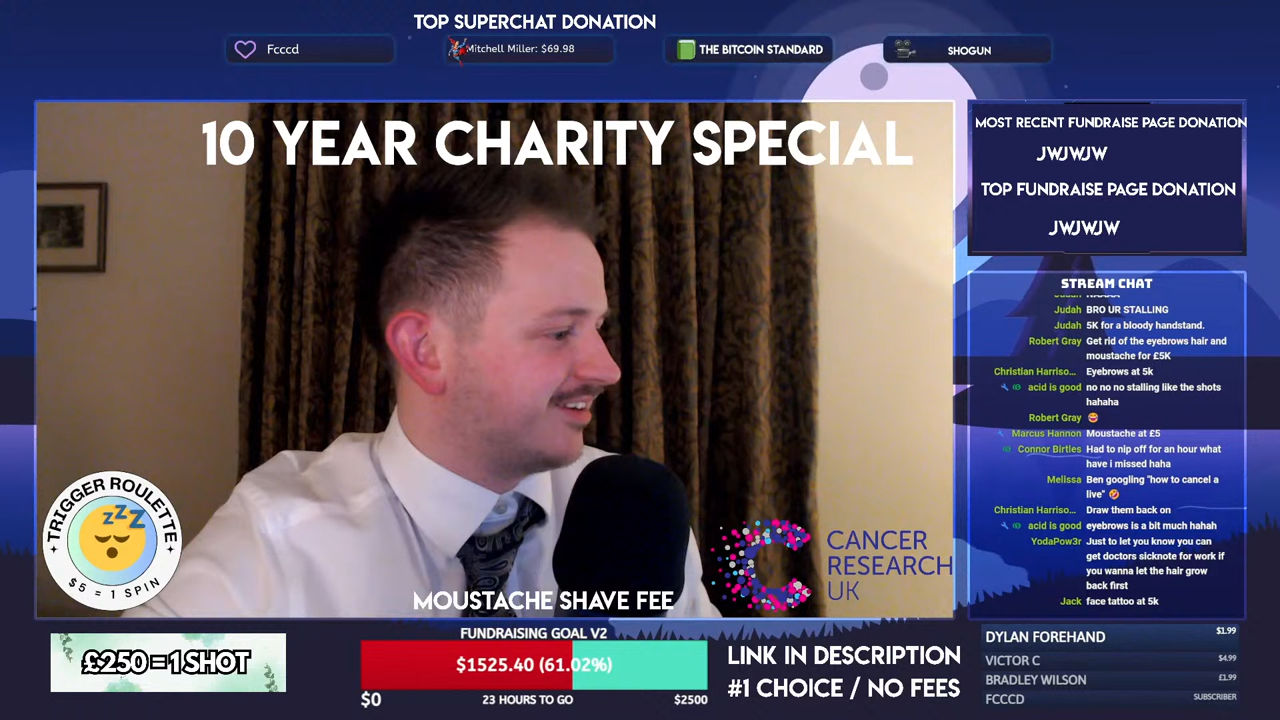 TOP SUPERCHAT DONATION
Fcccd
Mitchell Miller: $69.98
THE BITCOIN STANDARD
SHOGUN
10 YEAR CHARITY SPECIAL
MOST RECENT FUNDRAISE PAGE DONATION
JWJWJW
TOP FUNDRAISE PAGE DONATION
JWJWJW
STREAM CHAT
Judah
Judah BRO UR STALLING
Judah 5K for a bloody handstand.
Robert Gray Get rid of the eyebrows hair and
moustache for £5K
Christian Harriso... Eyebrows at 5k
acid is good no no no stalling like the shots
hahaha
Robert Gray
Marcus Hannon Moustache at £5
Connor Birtles Had to nip off for an hour what
have i missed haha
Melissa Ben googling "how to cancel a
live"
Christian Harriso... Draw them back on
acid is good eyebrows is a bit much hahah
YodaPow3r Just to let you know you can
get doctors sicknote for work if
you wanna let the hair grow
back first
Jack face tattoo at 5k
TRIGGER ROULETTE
zzz
$5 = 1 SPIN
CANCER
RESEARCH
UK
MOUSTACHE SHAVE FEE
FUNDRAISING GOAL V2
$1525.40 (61.02%)
$0
23 HOURS TO GO
$2500
£250 = 1 SHOT
LINK IN DESCRIPTION
#1 CHOICE / NO FEES
DYLAN FOREHAND $1.99
VICTOR C $4.99
BRADLEY WILSON £1.99
FCCCD SUBSCRIBER